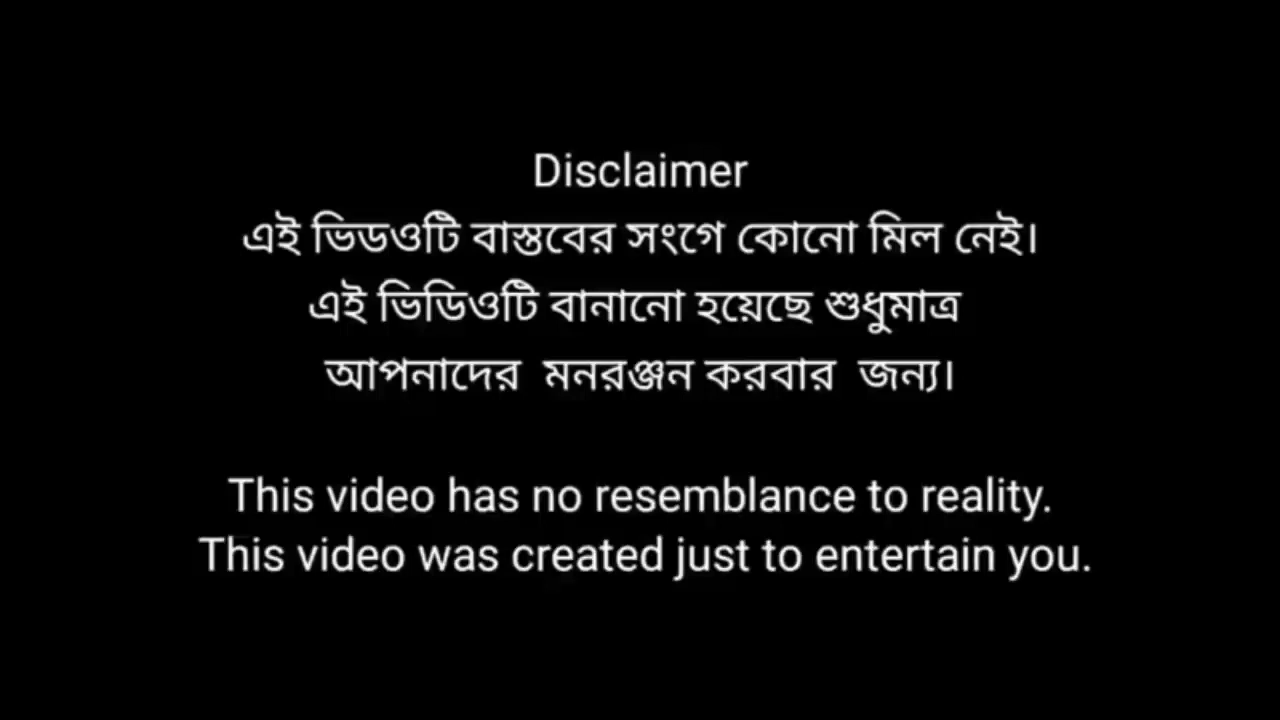 Disclaimer
এই ভিডওটি বাস্তবের সংগে কোনো মিল নেই।
এই ভিডিওটি বানানো হয়েছে শুধুমাত্র
আপনাদের মনরঞ্জন করবার জন্য।
This video has no resemblance to reality.
This video was created just to entertain you.